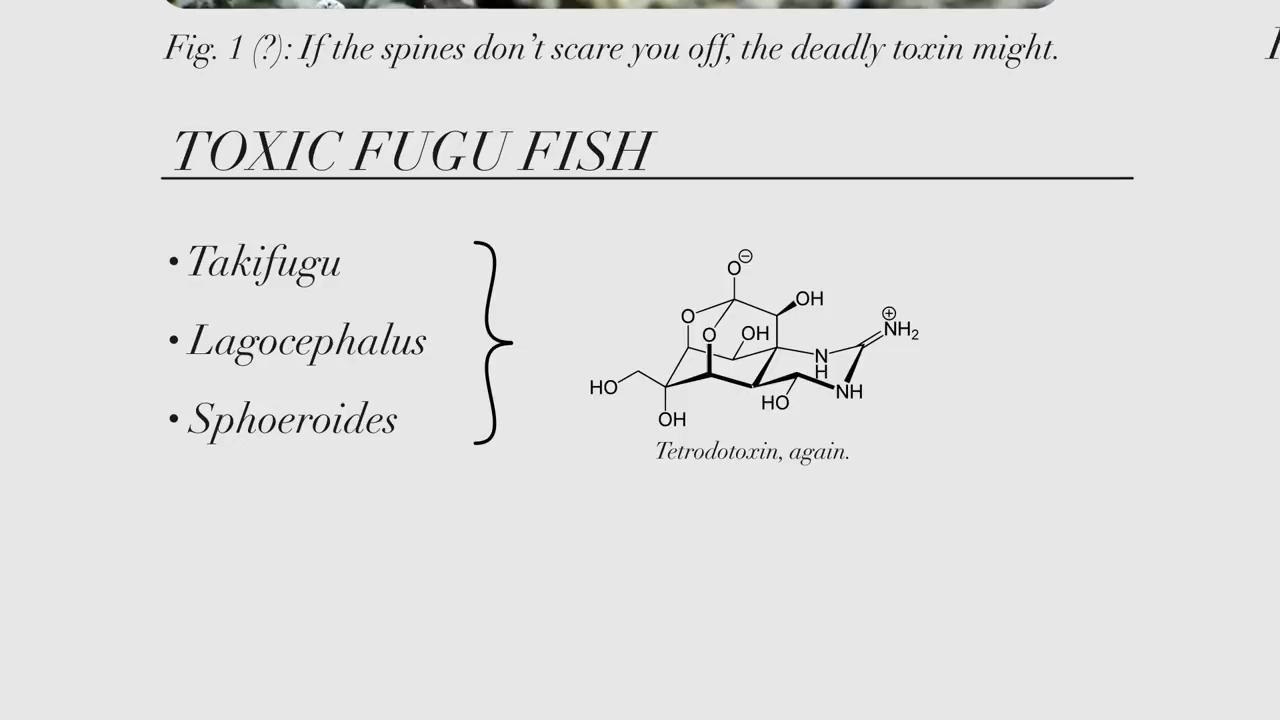 Fig. 1 (?): If the spines don’t scare you off, the deadly toxin might.
TOXIC FUGU FISH
• Takifugu
• Lagocephalus
• Sphoeroides
O⊖
OH
O
O
OH
⊕
NH₂
N
H
HO
NH
HO
OH
Tetrodotoxin, again.